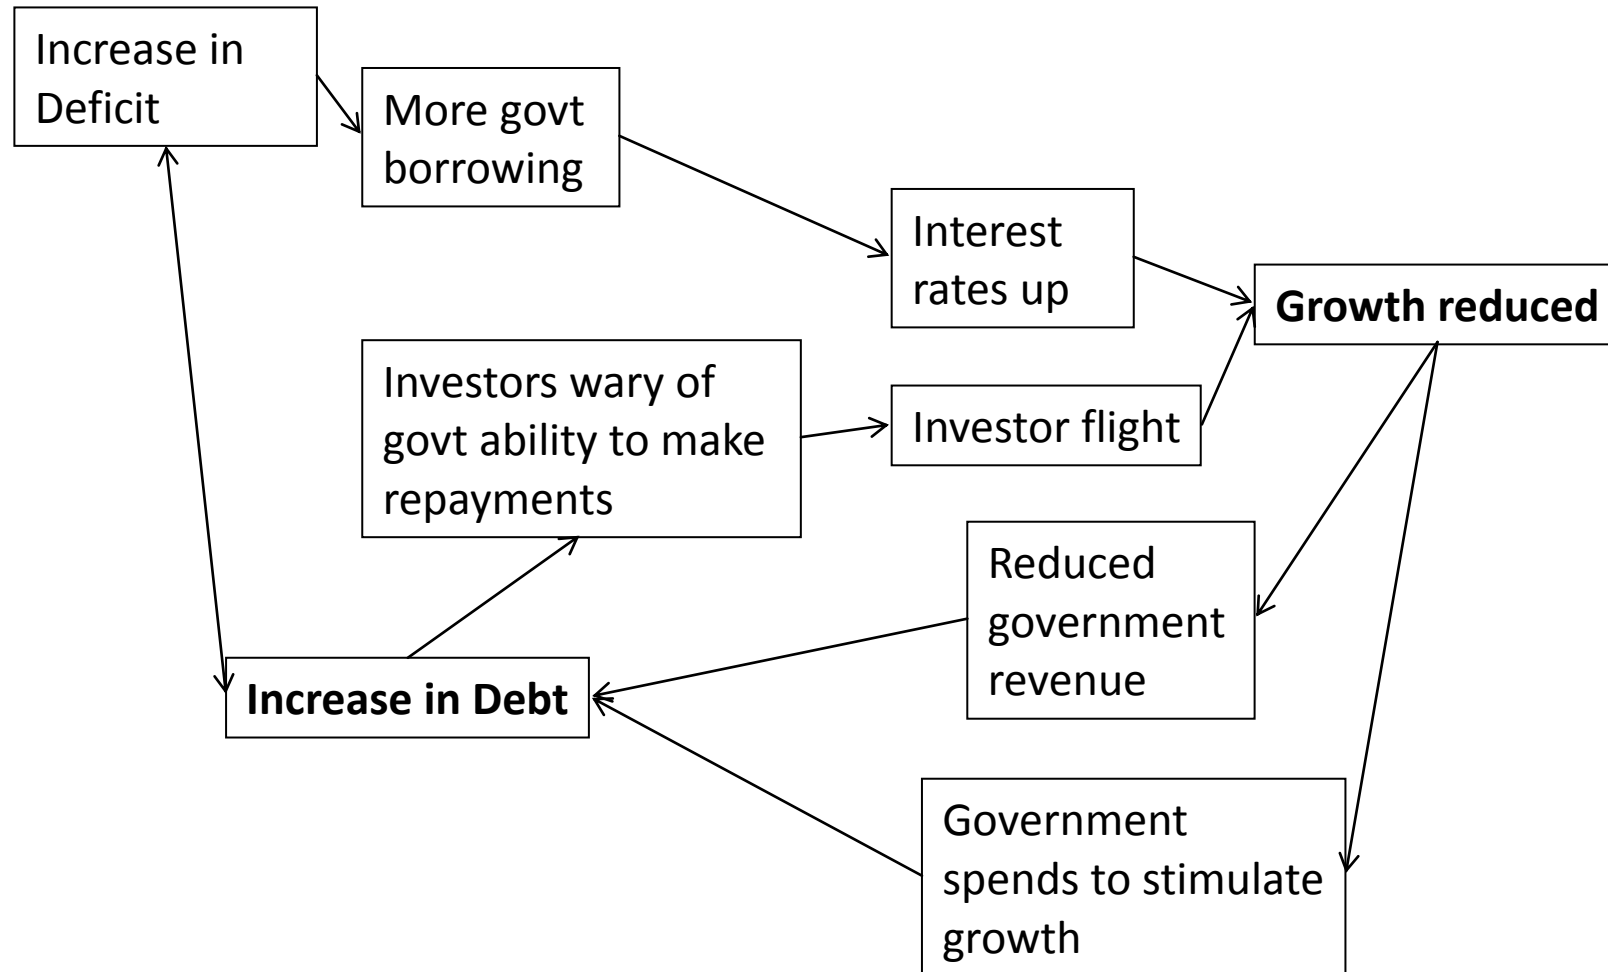 Increase in
Deficit
More govt
borrowing
Interest
rates up
Growth reduced
Investors wary of
govt ability to make
repayments
Investor flight
Reduced
government
revenue
Increase in Debt
Government
spends to stimulate
growth